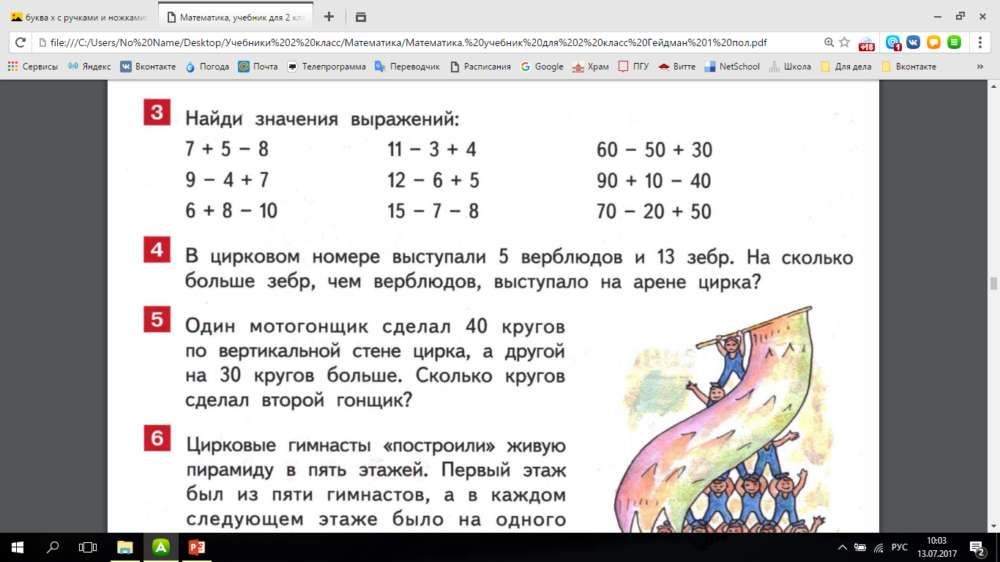 буква х с ручками и ножками:
Математика, учебник для 2 кла
file:///C:/Users/No%20Name/Desktop/Учебники%202%20класс/Математика/Математика,%20учебник%20для%202%20класс%20Гейдман%201%20пол.pdf
+18
1
Сервисы Яндекс Вконтакте Погода Почта Телепрограмма Переводчик Расписания Google Храм ПГУ Витте NetSchool Школа Для дела Вконтакте »
3 Найди значения выражений:
7 + 5 – 8 11 – 3 + 4 60 – 50 + 30
9 – 4 + 7 12 – 6 + 5 90 + 10 – 40
6 + 8 – 10 15 – 7 – 8 70 – 20 + 50
4 В цирковом номере выступали 5 верблюдов и 13 зебр. На сколько
больше зебр, чем верблюдов, выступало на арене цирка?
5 Один мотогонщик сделал 40 кругов
по вертикальной стене цирка, а другой
на 30 кругов больше. Сколько кругов
сделал второй гонщик?
6 Цирковые гимнасты «построили» живую
пирамиду в пять этажей. Первый этаж
был из пяти гимнастов, а в каждом
следующем этаже было на одного
РУС
10:03
13.07.2017
2